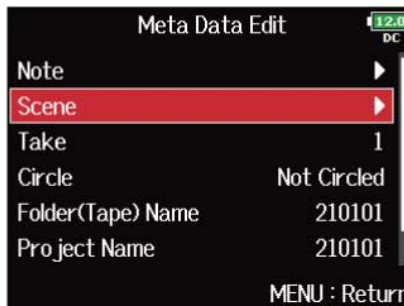 Meta Data Edit
12.0
DC
Note
Scene
Take 1
Circle Not Circled
Folder(Tape) Name 210101
Project Name 210101
MENU : Return